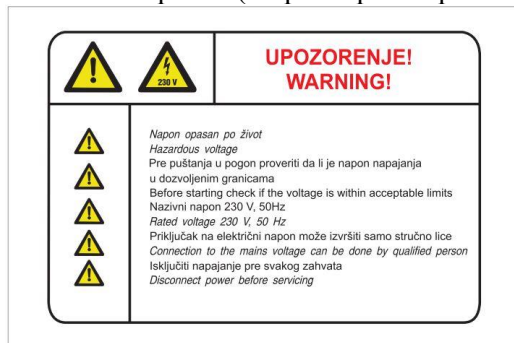 230 V
UPOZORENJE!
WARNING!
Napon opasan po život
Hazardous voltage
Pre puštanja u pogon proveriti da li je napon napajanja
u dozvoljenim granicama
Before starting check if the voltage is within acceptable limits
Nazivni napon 230 V, 50Hz
Rated voltage 230 V, 50 Hz
Priključak na električni napon može izvršiti samo stručno lice
Connection to the mains voltage can be done by qualified person
Isključiti napajanje pre svakog zahvata
Disconnect power before servicing